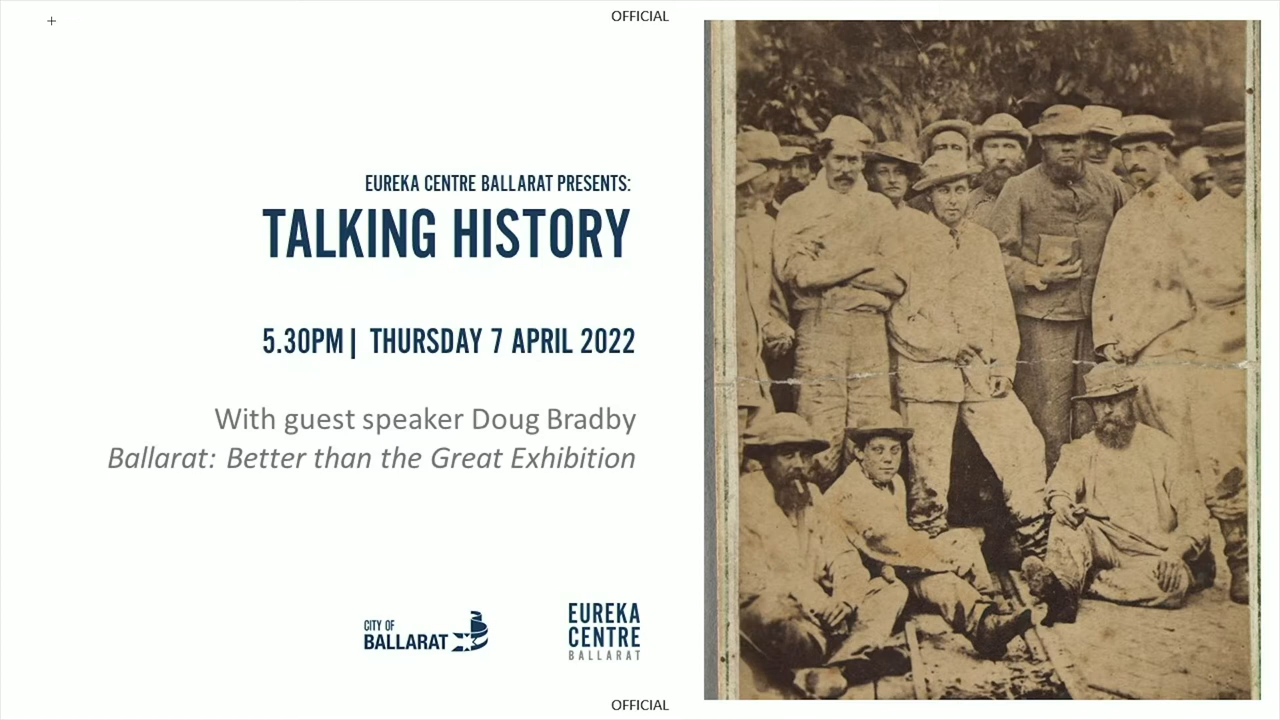 OFFICIAL
EUREKA CENTRE BALLARAT PRESENTS:
TALKING HISTORY
5.30PM | THURSDAY 7 APRIL 2022
With guest speaker Doug Bradby
Ballarat: Better than the Great Exhibition
CITY OF
BALLARAT
EUREKA
CENTRE
BALLARAT
OFFICIAL